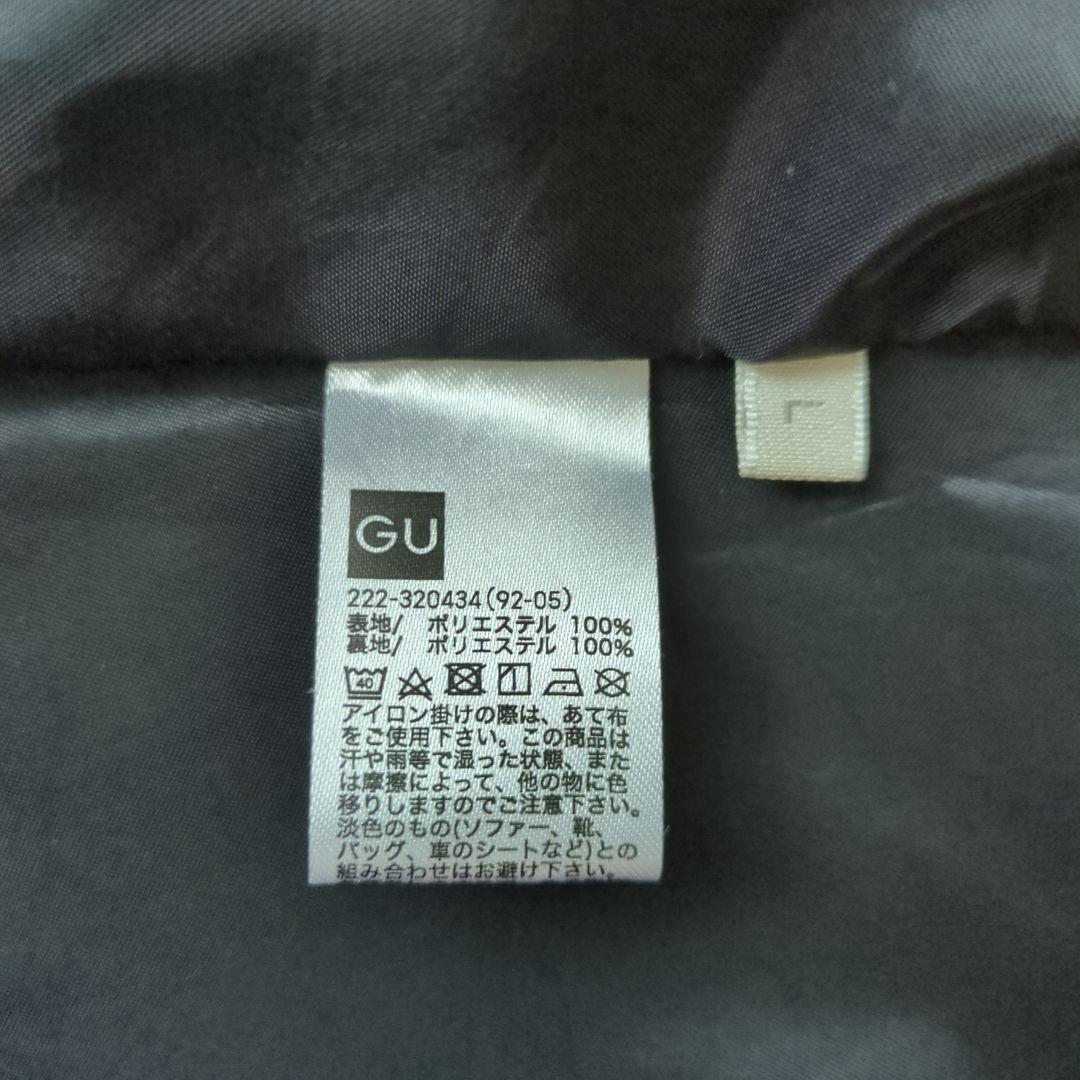 L
GU
222-320434(92-05)
表地/ ポリエステル 100%
裏地/ ポリエステル 100%
40
アイロン掛けの際は、あて布
をご使用下さい。この商品は
汗や雨等で湿った状態、また
は摩擦によって、他の物に色
移りしますのでご注意下さい。
淡色のもの(ソファー、靴、
バッグ、車のシートなど)との
組み合わせはお避け下さい。